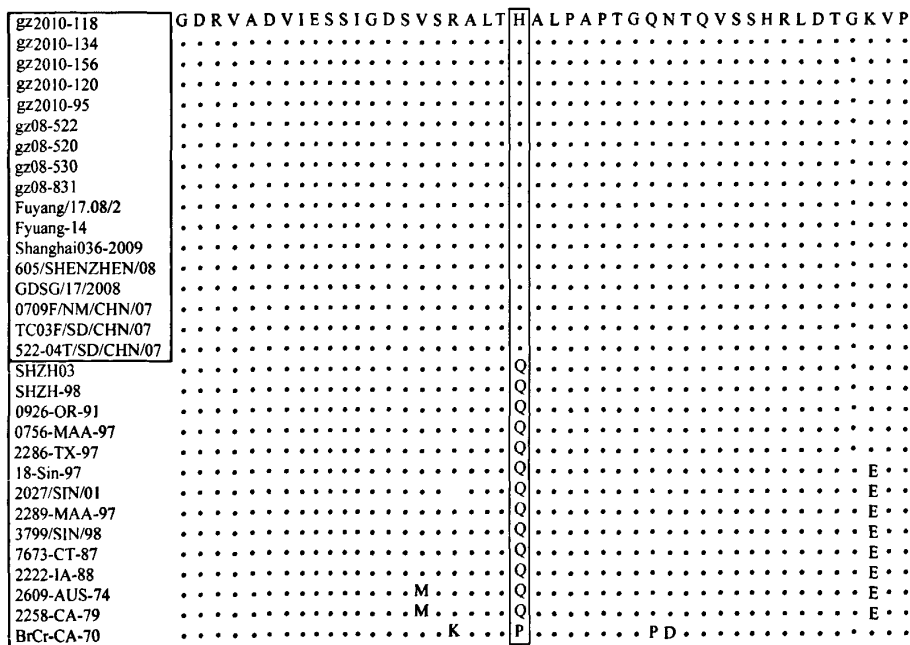 gz2010-118 G D R V A D V I E S S I G D S V S R A L T H A L P A P T G Q N T Q V S S H R L D T G K V P
gz2010-134 . . . . . . . . . . . . . . . . . . . . . . . . . . . . . . . . . . . . . . . . . . . . .
gz2010-156 . . . . . . . . . . . . . . . . . . . . . . . . . . . . . . . . . . . . . . . . . . . . .
gz2010-120 . . . . . . . . . . . . . . . . . . . . . . . . . . . . . . . . . . . . . . . . . . . . .
gz2010-95 . . . . . . . . . . . . . . . . . . . . . . . . . . . . . . . . . . . . . . . . . . . . .
gz08-522 . . . . . . . . . . . . . . . . . . . . . . . . . . . . . . . . . . . . . . . . . . . . .
gz08-520 . . . . . . . . . . . . . . . . . . . . . . . . . . . . . . . . . . . . . . . . . . . . .
gz08-530 . . . . . . . . . . . . . . . . . . . . . . . . . . . . . . . . . . . . . . . . . . . . .
gz08-831 . . . . . . . . . . . . . . . . . . . . . . . . . . . . . . . . . . . . . . . . . . . . .
Fuyang/17.08/2 . . . . . . . . . . . . . . . . . . . . . . . . . . . . . . . . . . . . . . . . . . . . .
Fyuang-14 . . . . . . . . . . . . . . . . . . . . . . . . . . . . . . . . . . . . . . . . . . . . .
Shanghai036-2009 . . . . . . . . . . . . . . . . . . . . . . . . . . . . . . . . . . . . . . . . . . . . .
605/SHENZHEN/08 . . . . . . . . . . . . . . . . . . . . . . . . . . . . . . . . . . . . . . . . . . . . .
GDSG/17/2008 . . . . . . . . . . . . . . . . . . . . . . . . . . . . . . . . . . . . . . . . . . . . .
0709F/NM/CHN/07 . . . . . . . . . . . . . . . . . . . . . . . . . . . . . . . . . . . . . . . . . . . . .
TC03F/SD/CHN/07 . . . . . . . . . . . . . . . . . . . . . . . . . . . . . . . . . . . . . . . . . . . . .
522-04T/SD/CHN/07 . . . . . . . . . . . . . . . . . . . . . . . . . . . . . . . . . . . . . . . . . . . . .
SHZH03 . . . . . . . . . . . . . . . . . . . . . Q . . . . . . . . . . . . . . . . . . . . . . .
SHZH-98 . . . . . . . . . . . . . . . . . . . . . Q . . . . . . . . . . . . . . . . . . . . . . .
0926-OR-91 . . . . . . . . . . . . . . . . . . . . . Q . . . . . . . . . . . . . . . . . . . . . . .
0756-MAA-97 . . . . . . . . . . . . . . . . . . . . . Q . . . . . . . . . . . . . . . . . . . . . . .
2286-TX-97 . . . . . . . . . . . . . . . . . . . . . Q . . . . . . . . . . . . . . . . . . . . . . .
18-Sin-97 . . . . . . . . . . . . . . . . . . . . . Q . . . . . . . . . . . . . . . . . . . . E . .
2027/SIN/01 . . . . . . . . . . . . . . . . .   . . . Q . . . . . . . . . . . . . . . . . . . . E . .
2289-MAA-97 . . . . . . . . . . . . . . . . . . . . . Q . . . . . . . . . . . . . . . . . . . . E . .
3799/SIN/98 . . . . . . . . . . . . . . . . . . . . . Q . . . . . . . . . . . . . . . . . . . . E . .
7673-CT-87 . . . . . . . . . . . . . . . . . . . . . Q . . . . . . . . . . . . . . . . . . . . E . .
2222-IA-88 . . . . . . . . . . . . . . . . . . . . . Q . . . . . . . . . . . . . . . . . . . . E . .
2609-AUS-74 . . . . . . . . . . . . . . . M . . . . . Q . . . . . . . . . . . . . . . . . . . . E . .
2258-CA-79 . . . . . . . . . . . . . . . M . . . . . Q . . . . . . . . . . . . . . . . . . . . E . .
BrCr-CA-70 . . . . . . . . . . . . . . . . . K . . . P . . . . . . . P D . . . . . . . . . . . . . .